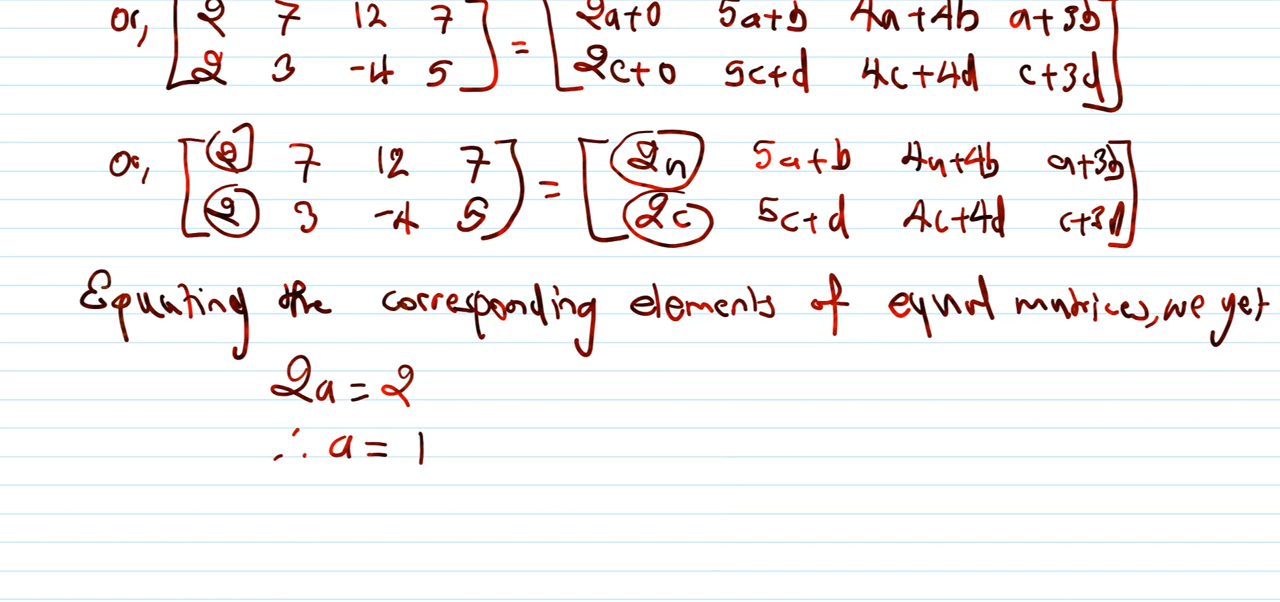 Or, [2 7 12 7] = [2a+0 5a+b 4a+4b a+3b]
[2 3 -4 5] [2c+0 5c+d 4c+4d c+3d]
Or, [2 7 12 7] = [2a 5a+b 4a+4b a+3b]
[2 3 -4 5] [2c 5c+d 4c+4d c+3d]
Equating the corresponding elements of equal matrices, we get
2a = 2
∴ a = 1